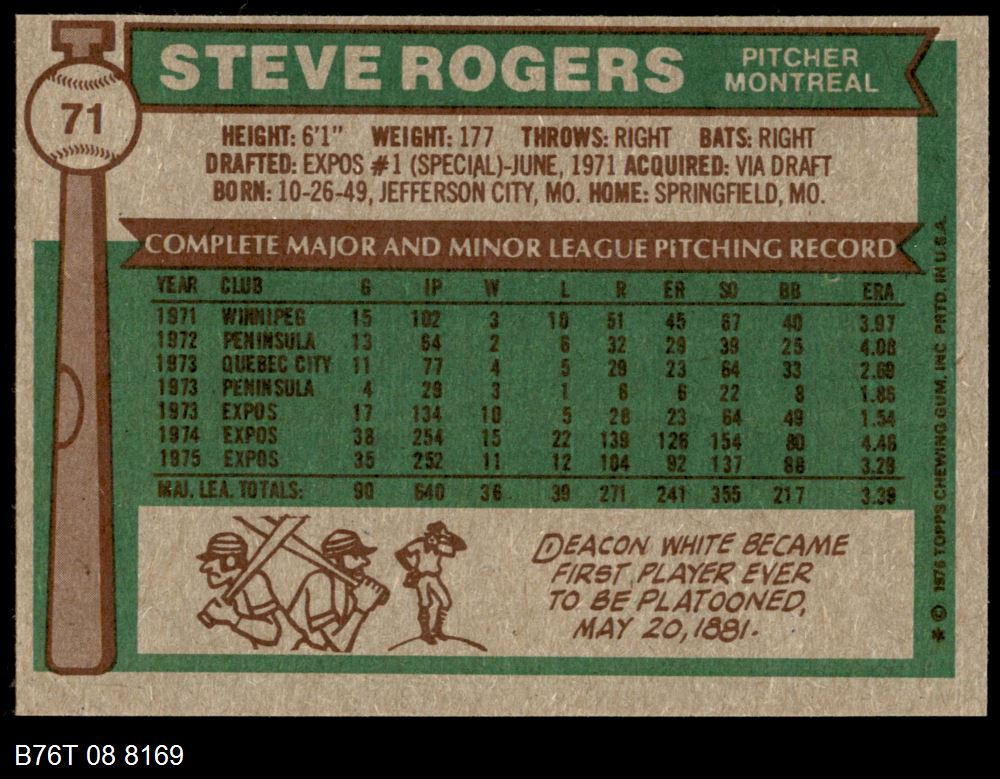 71
STEVE ROGERS
PITCHER
MONTREAL
HEIGHT: 6'1" WEIGHT: 177 THROWS: RIGHT BATS: RIGHT
DRAFTED: EXPOS #1 (SPECIAL)-JUNE, 1971 ACQUIRED: VIA DRAFT
BORN: 10-26-49, JEFFERSON CITY, MO. HOME: SPRINGFIELD, MO.
COMPLETE MAJOR AND MINOR LEAGUE PITCHING RECORD
YEAR CLUB G IP W L R ER SO BB ERA
1971 WINNIPEG 15 102 3 10 51 45 67 40 3.97
1972 PENINSULA 13 64 2 6 32 29 39 25 4.08
1973 QUEBEC CITY 11 77 4 5 29 23 64 33 2.69
1973 PENINSULA 4 29 3 1 6 6 22 8 1.86
1973 EXPOS 17 134 10 5 28 23 64 49 1.54
1974 EXPOS 38 254 15 22 139 126 154 80 4.46
1975 EXPOS 35 252 11 12 104 92 137 88 3.29
MAJ. LEA. TOTALS: 90 640 36 39 271 241 355 217 3.39
DEACON WHITE BECAME
FIRST PLAYER EVER
TO BE PLATOONED,
MAY 20, 1881.
* © 1976 TOPPS CHEWING GUM, INC. PRTD. IN U.S.A.
B76T 08 8169